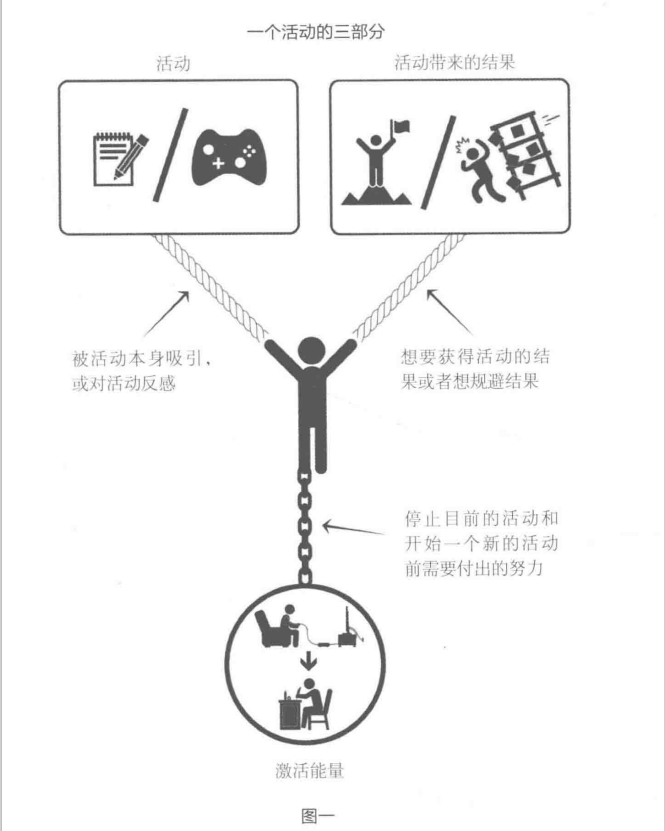 一个活动的三部分
活动
活动带来的结果
被活动本身吸引，
或对活动反感
想要获得活动的结
果或者想规避结果
停止目前的活动和
开始一个新的活动
前需要付出的努力
激活能量
图一